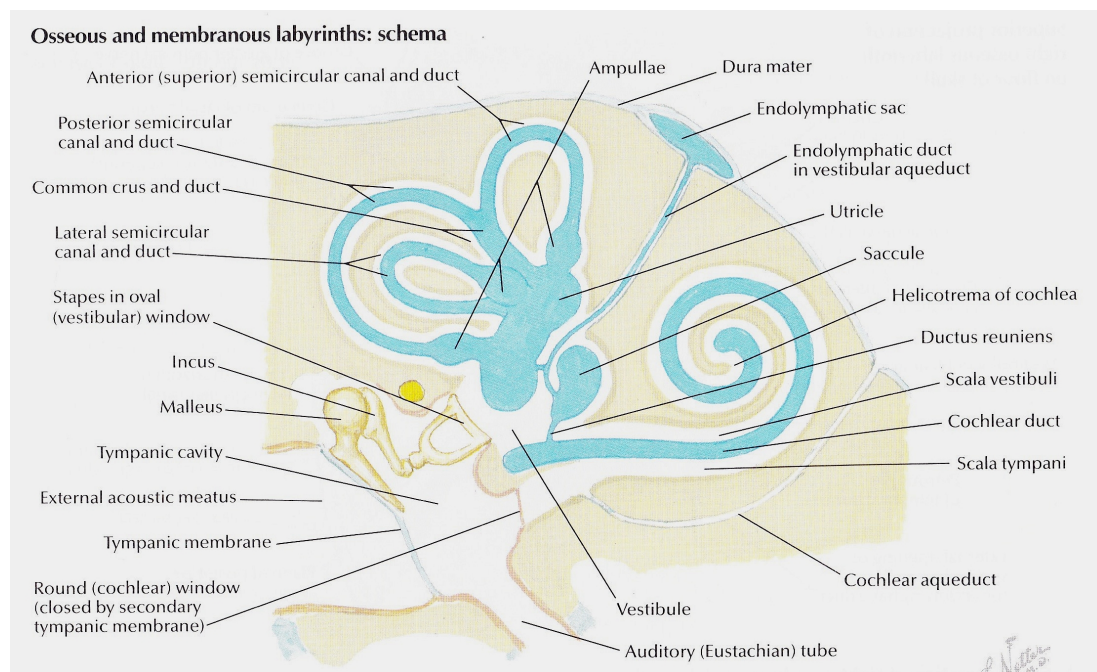 Osseous and membranous labyrinths: schema
Anterior (superior) semicircular canal and duct
Ampullae
Dura mater
Endolymphatic sac
Posterior semicircular
canal and duct
Endolymphatic duct
in vestibular aqueduct
Common crus and duct
Utricle
Lateral semicircular
canal and duct
Saccule
Stapes in oval
(vestibular) window
Helicotrema of cochlea
Ductus reuniens
Incus
Scala vestibuli
Malleus
Cochlear duct
Tympanic cavity
Scala tympani
External acoustic meatus
Tympanic membrane
Cochlear aqueduct
Round (cochlear) window
(closed by secondary
tympanic membrane)
Vestibule
Auditory (Eustachian) tube